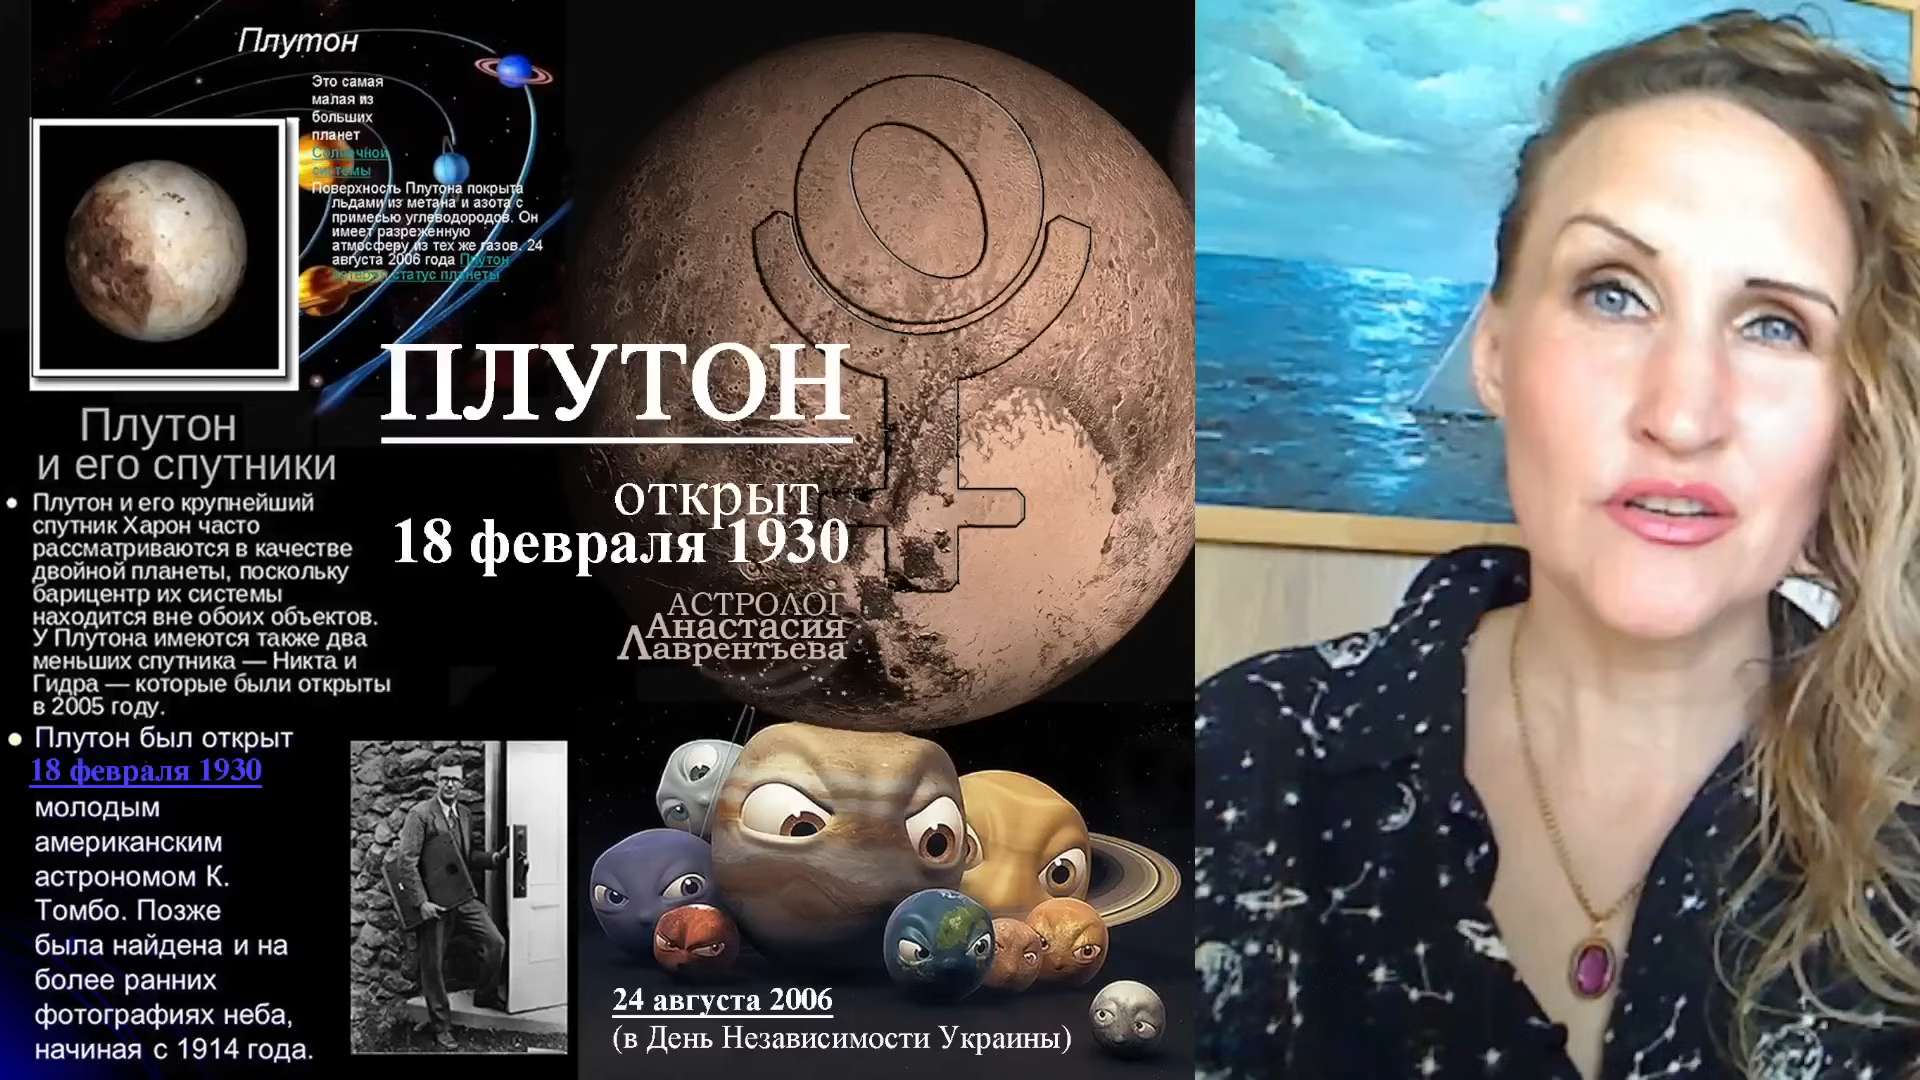 Плутон
Это самая
малая из
больших
планет
Солнечной
системы
Поверхность Плутона покрыта
льдами из метана и азота с
примесью углеводородов. Он
имеет разреженную
атмосферу из тех же газов. 24
августа 2006 года Плутон
потерял статус планеты
ПЛУТОН
открыт
18 февраля 1930
АСТРОЛОГ
Анастасия
Лаврентьева
Плутон
и его спутники
Плутон и его крупнейший
спутник Харон часто
рассматриваются в качестве
двойной планеты, поскольку
барицентр их системы
находится вне обоих объектов.
У Плутона имеются также два
меньших спутника — Никта и
Гидра — которые были открыты
в 2005 году.
Плутон был открыт
18 февраля 1930
молодым
американским
астрономом К.
Томбо. Позже
была найдена и на
более ранних
фотографиях неба,
начиная с 1914 года.
24 августа 2006
(в День Независимости Украины)